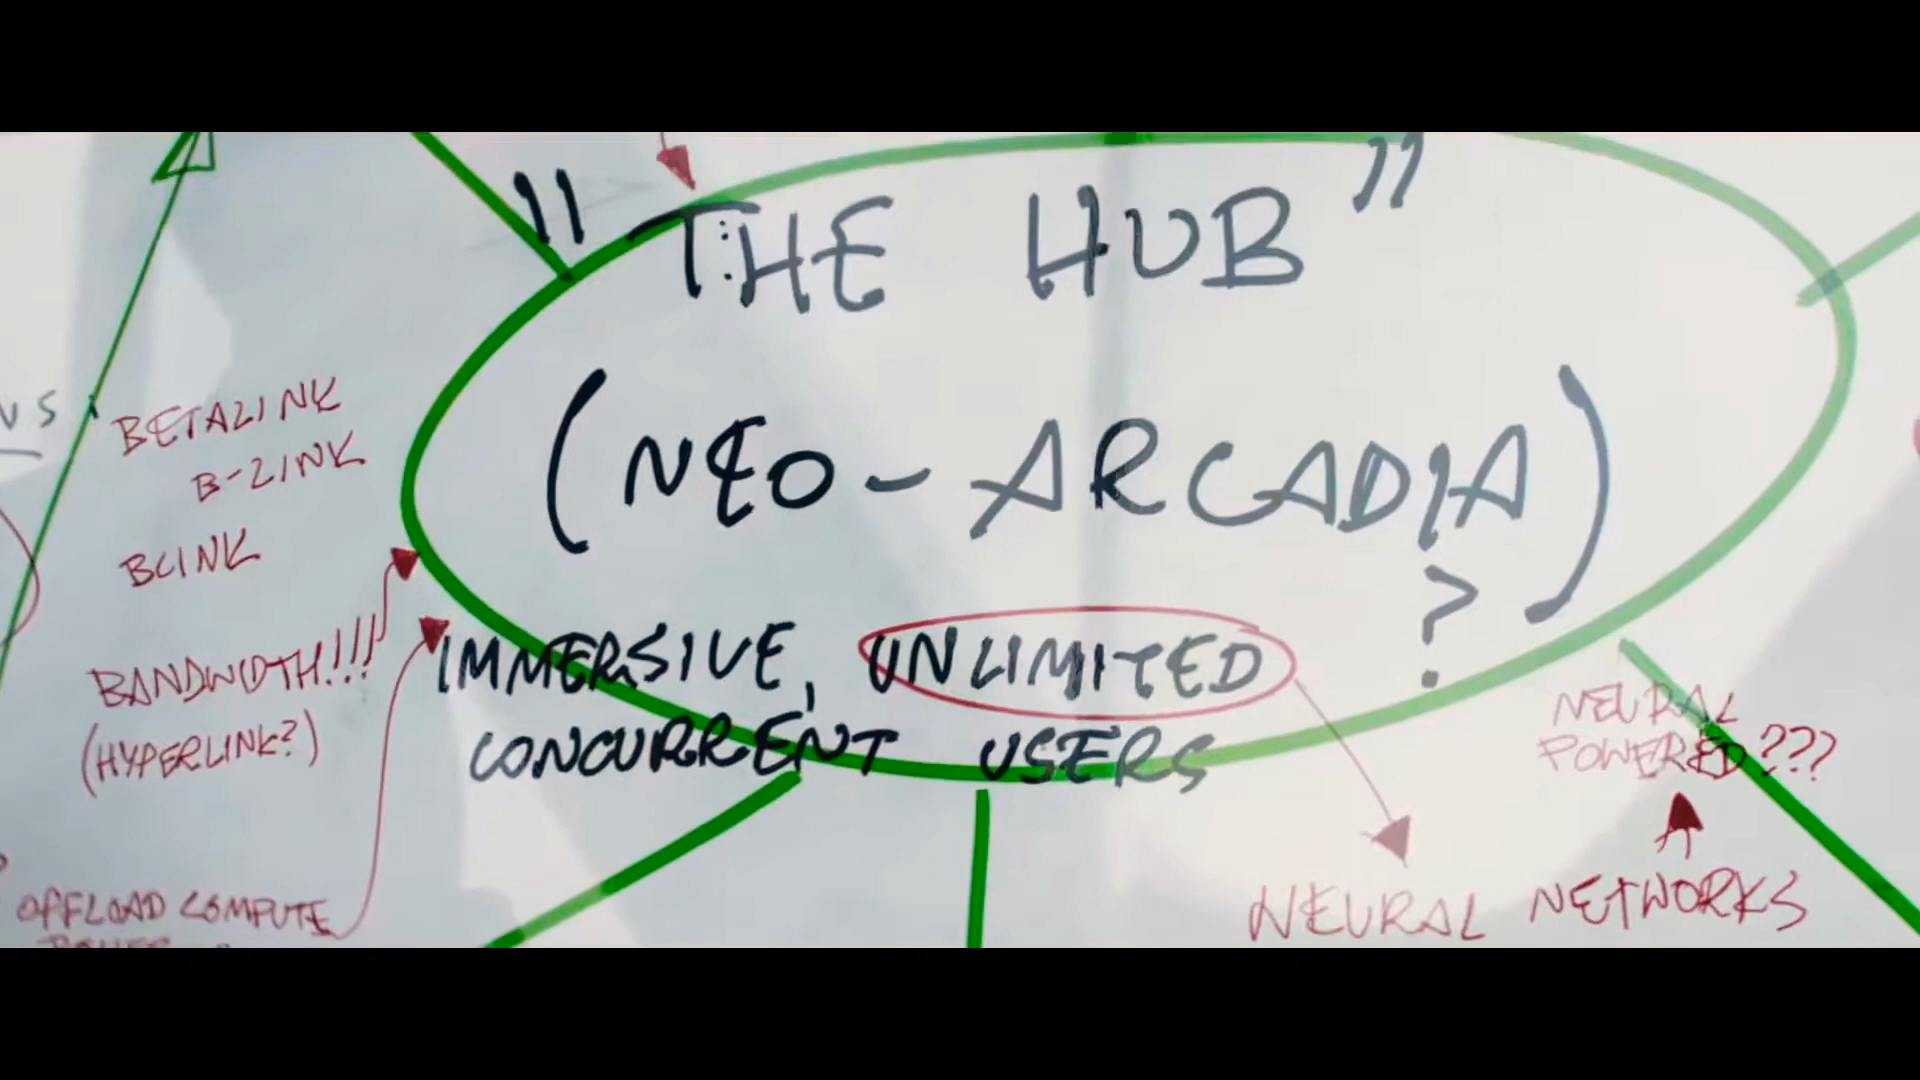 "THE HUB"
(NEO-ARCADIA)
?
IMMERSIVE, UNLIMITED
CONCURRENT USERS
VS
BETALINK
B-LINK
BLINK
BANDWIDTH!!!
(HYPERLINK?)
OFFLOAD COMPUTE
NEURAL
POWERED???
NEURAL NETWORKS